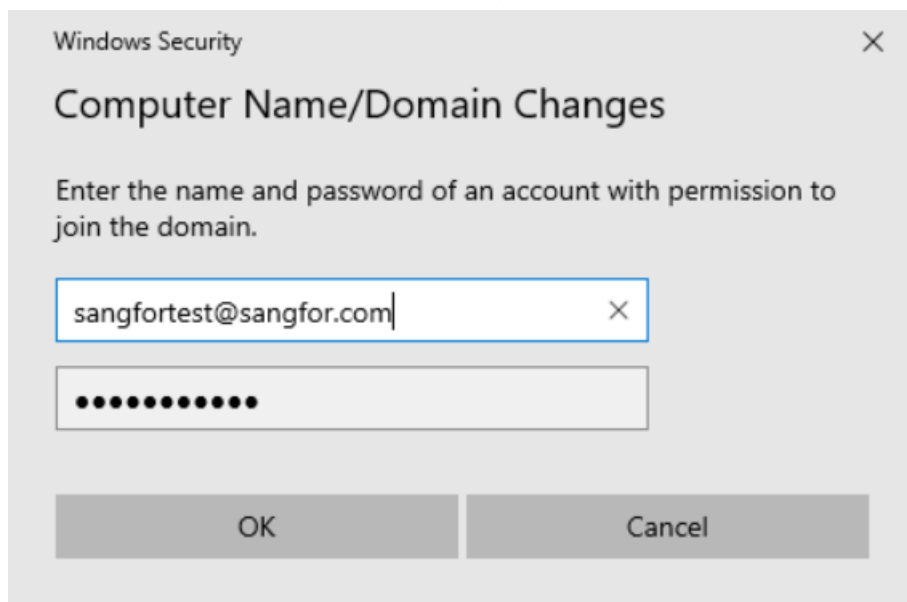 Windows Security
Computer Name/Domain Changes
Enter the name and password of an account with permission to
join the domain.
sangfortest@sangfor.com
●●●●●●●●●●●
OK
Cancel